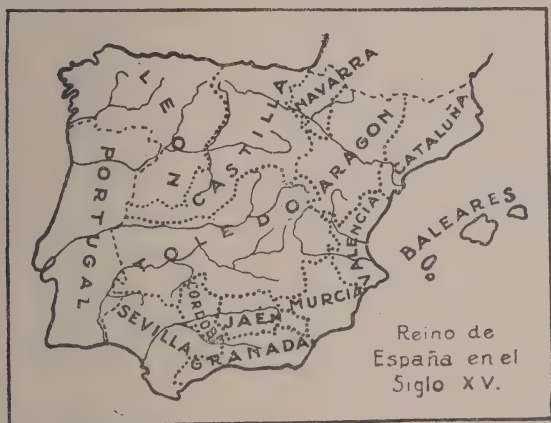 LEON
CASTILLA
NAVARRA
ARAGON
CATALUÑA
PORTUGAL
CASTILLA
TOLEDO
VALENCIA
BALEARES
SEVILLA
CORDOBA
JAEN
MURCIA
GRANADA
Reino de
España en el
Siglo XV.